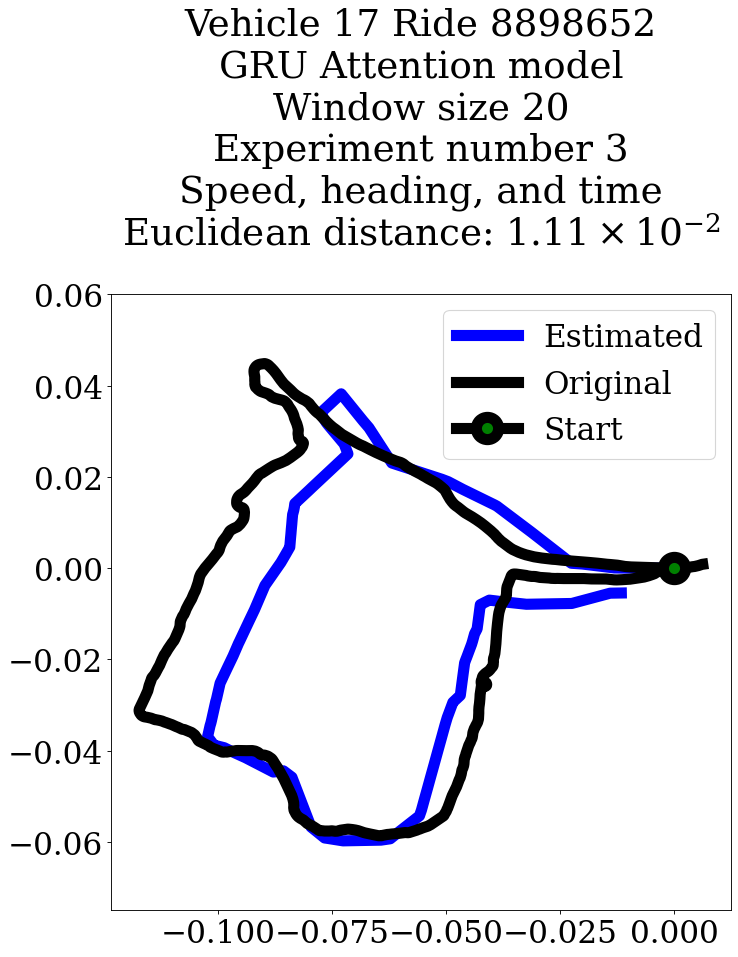 Vehicle 17 Ride 8898652
GRU Attention model
Window size 20
Experiment number 3
Speed, heading, and time
Euclidean distance: 1.11 × 10⁻²
Estimated
Original
Start
0.06
0.04
0.02
0.00
−0.02
−0.04
−0.06
−0.100 −0.075 −0.050 −0.025 0.000